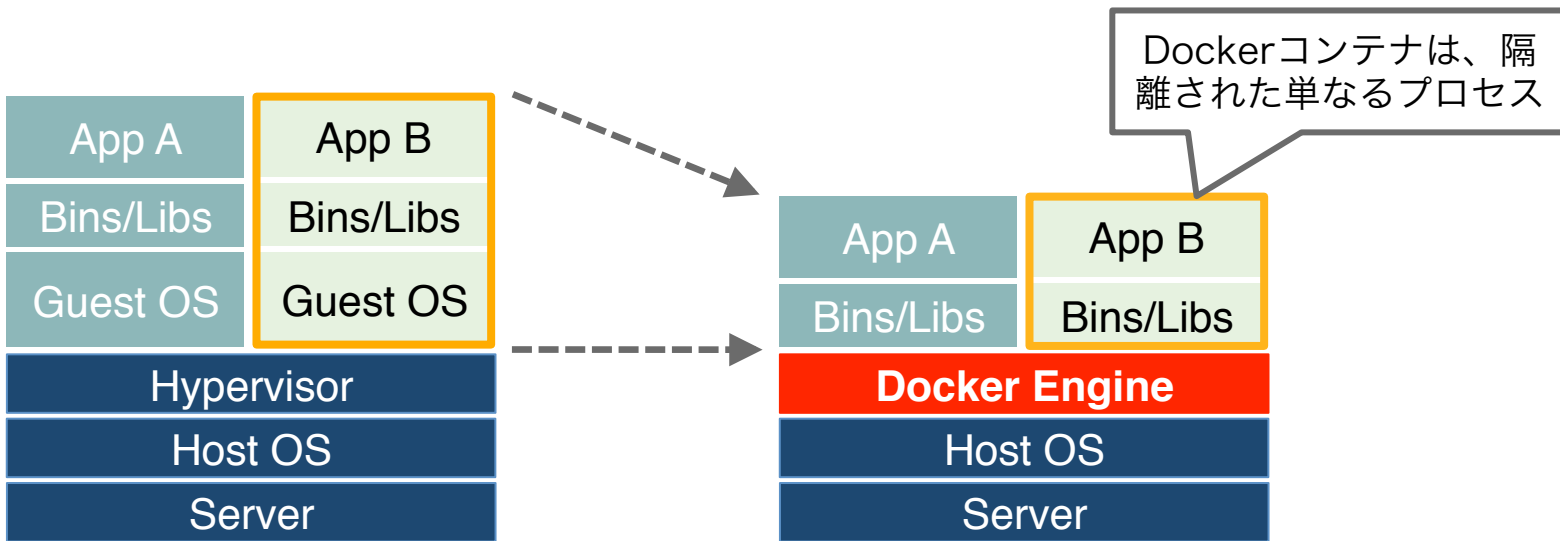 Dockerコンテナは、隔
離された単なるプロセス
App A
App B
Bins/Libs
Bins/Libs
Guest OS
Guest OS
Hypervisor
Host OS
Server
App A
App B
Bins/Libs
Bins/Libs
Docker Engine
Host OS
Server